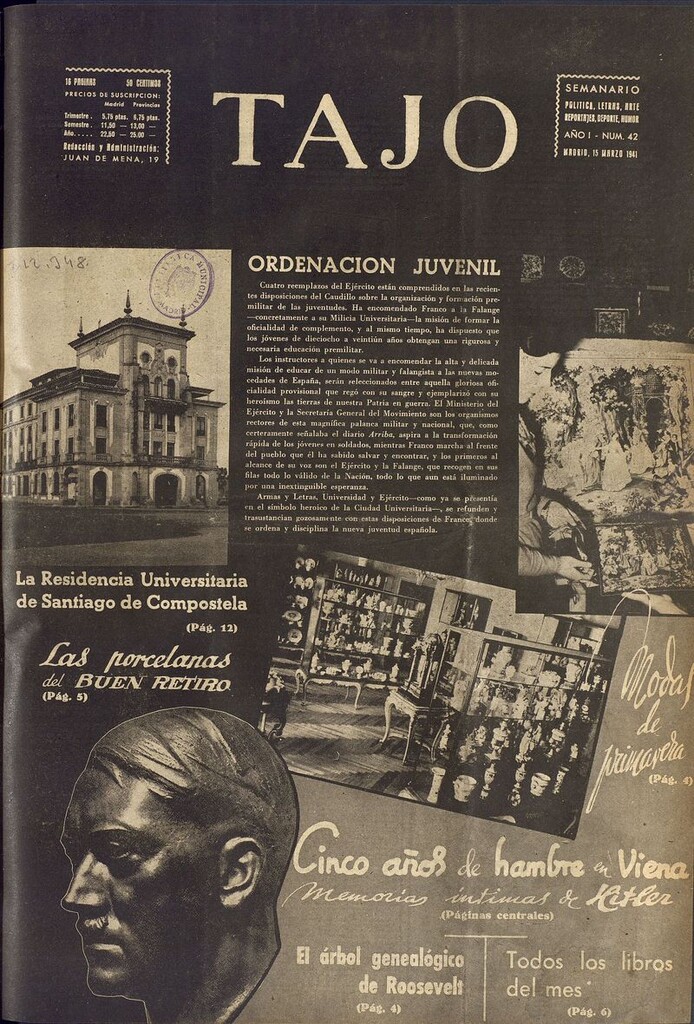 16 PAGINAS 50 CENTIMOS
PRECIOS DE SUSCRIPCION:
Madrid Provincias
Trimestre. 5,75 ptas. 6,75 ptas.
Semestre. 11,50 — 13,00 —
Año..... 22,50 — 25,00 —
Redacción y Administración:
JUAN DE MENA, 19
TAJO
SEMANARIO
POLITICA, LETRAS, ARTE
REPORTAJES, DEPORTE, HUMOR
AÑO I - NUM. 42
MADRID, 15 MARZO 1941
ORDENACION JUVENIL
Cuatro reemplazos del Ejército están comprendidos en las recien-
tes disposiciones del Caudillo sobre la organización y formación pre-
militar de las juventudes. Ha encomendado Franco a la Falange
—concretamente a su Milicia Universitaria—la misión de formar la
oficialidad de complemento, y al mismo tiempo, ha dispuesto que
los jóvenes de dieciocho a veintiún años obtengan una rigurosa y
necesaria educación premilitar.
Los instructores a quienes se va a encomendar la alta y delicada
misión de educar de un modo militar y falangista a las nuevas mo-
cedades de España, serán seleccionados entre aquella gloriosa ofi-
cialidad provisional que regó con su sangre y ejemplarizó con su
heroísmo las tierras de nuestra Patria en guerra. El Ministerio del
Ejército y la Secretaría General del Movimiento son los organismos
rectores de esta magnífica palanca militar y nacional, que, como
certeramente señalaba el diario Arriba, aspira a la transformación
rápida de los jóvenes en soldados, mientras Franco marcha al frente
del pueblo que él ha sabido salvar y encontrar, y los primeros al
alcance de su voz son el Ejército y la Falange, que recogen en sus
filas todo lo válido de la Nación, todo lo que aun está iluminado
por una inextinguible esperanza.
Armas y Letras, Universidad y Ejército—como ya se presentía
en el símbolo heroico de la Ciudad Universitaria—, se refunden y
trasustancian gozosamente con estas disposiciones de Franco, donde
se ordena y disciplina la nueva juventud española.
La Residencia Universitaria
de Santiago de Compostela
(Pág. 12)
Las porcelanas
del BUEN RETIRO
(Pág. 5)
Modas
de
primavera
(Pág. 4)
Cinco años de hambre en Viena
Memorias íntimas de Hitler
(Páginas centrales)
El árbol genealógico
de Roosevelt
(Pág. 4)
Todos los libros
del mes
(Pág. 6)